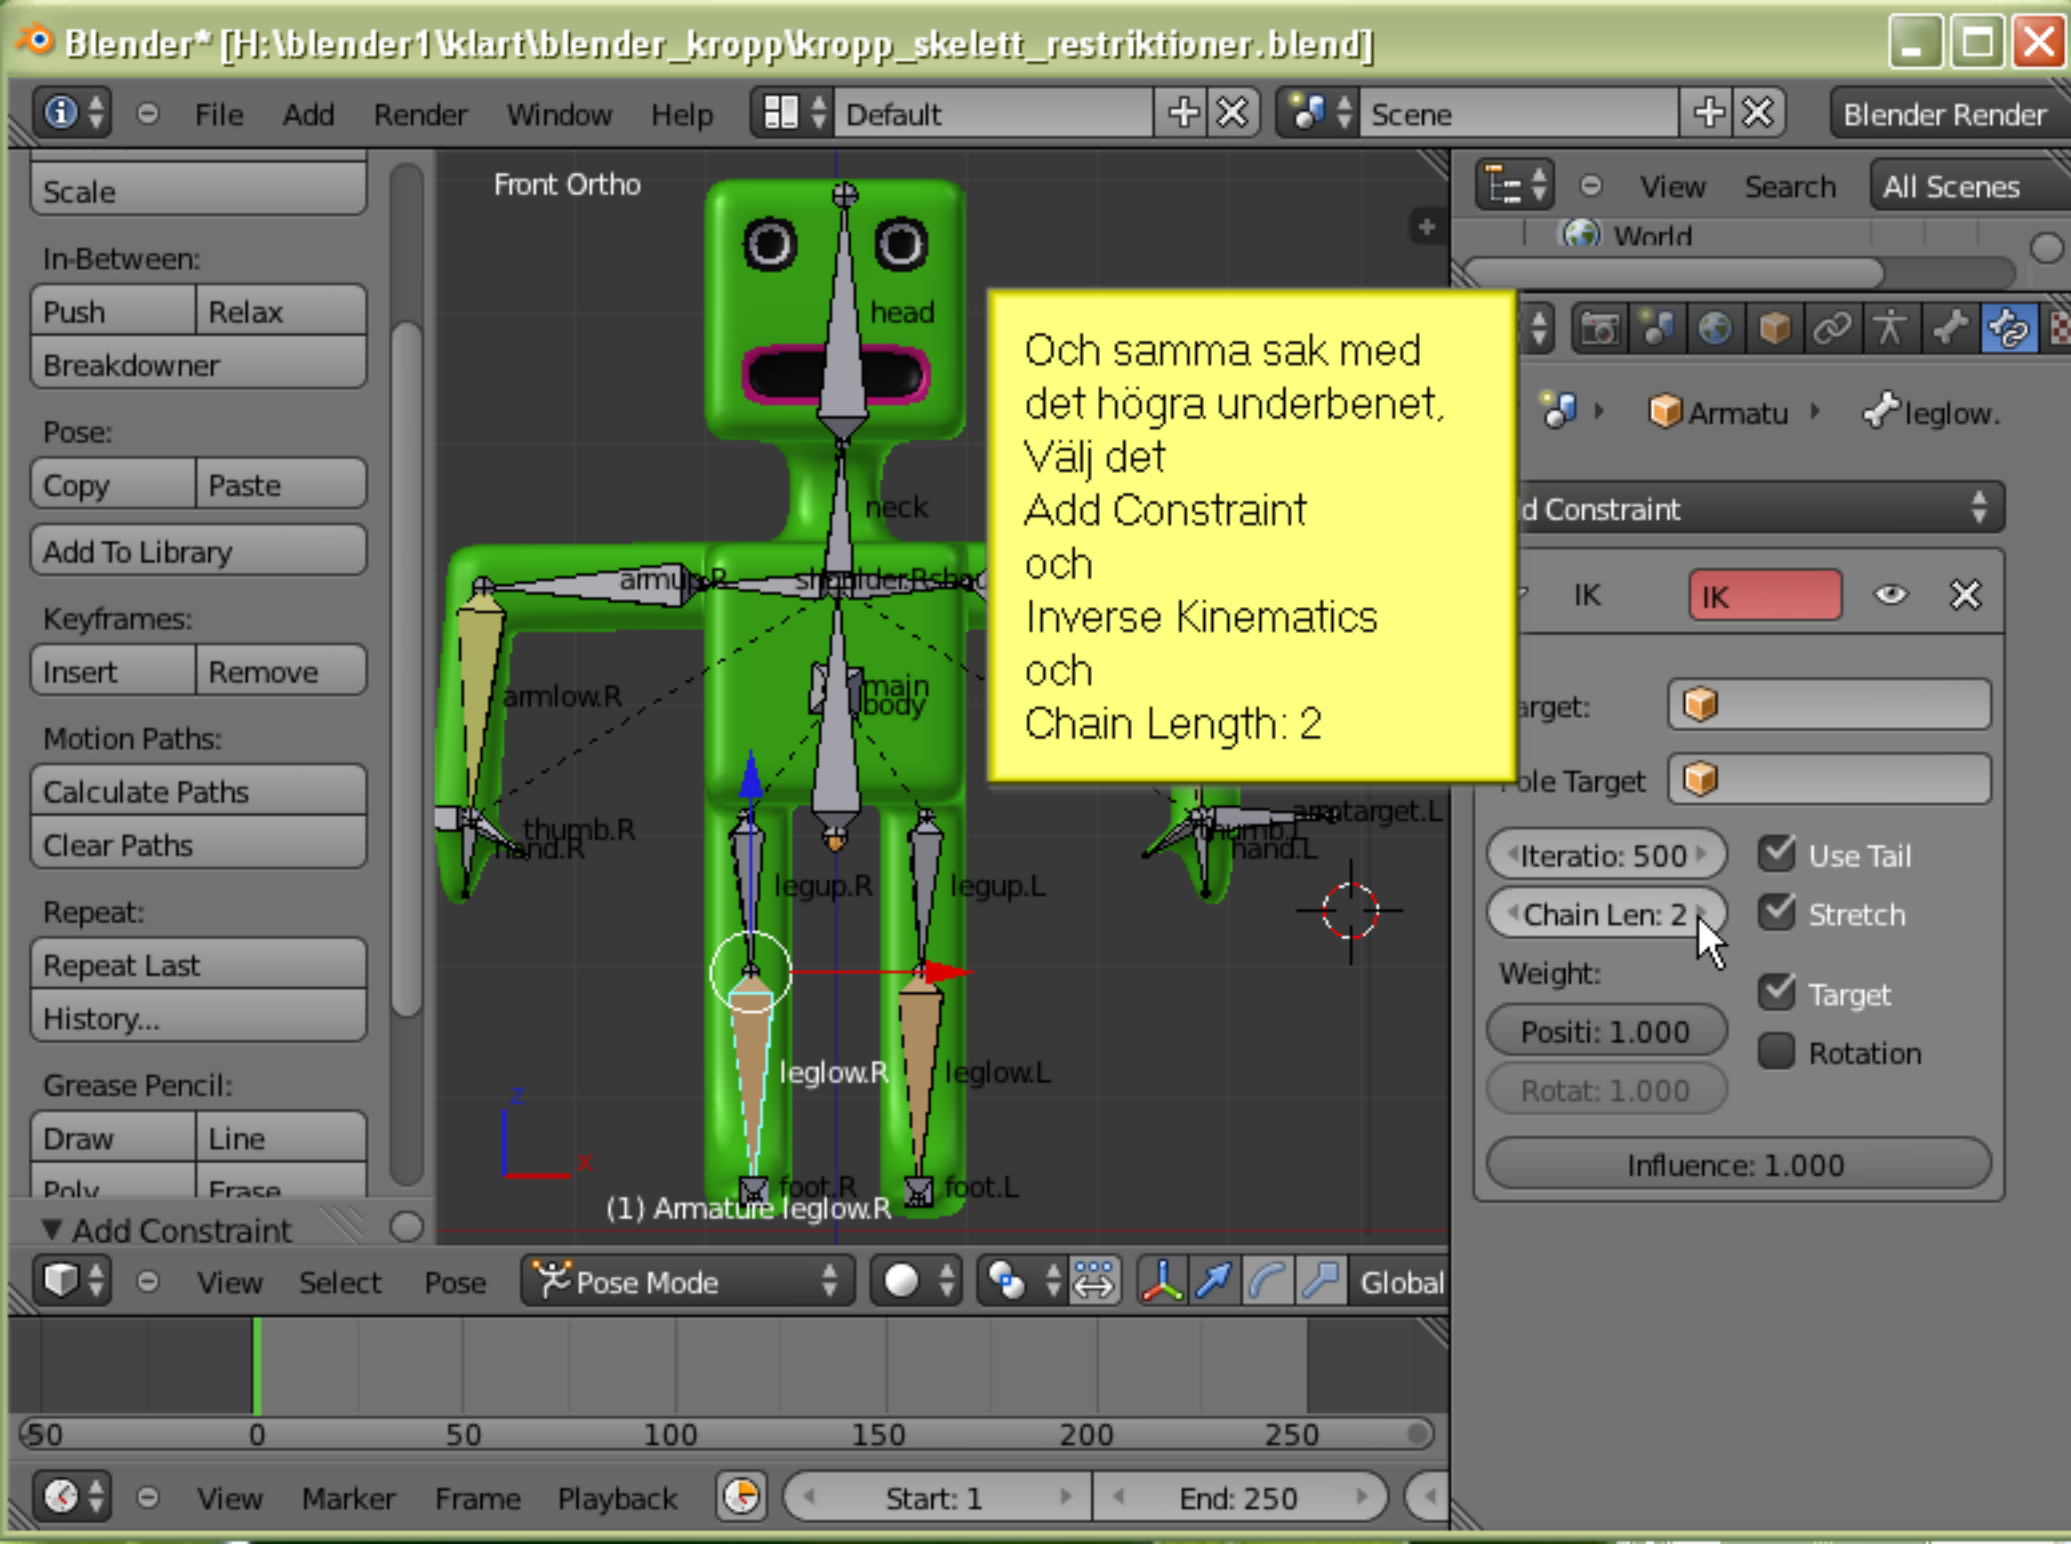 Blender* [H:\blender1\klart\blender_kropp\kropp_skelett_restriktioner.blend]
File Add Render Window Help Default Scene Blender Render
Scale
In-Between:
Push Relax
Breakdowner
Pose:
Copy Paste
Add To Library
Keyframes:
Insert Remove
Motion Paths:
Calculate Paths
Clear Paths
Repeat:
Repeat Last
History...
Grease Pencil:
Draw Line
Poly Erase
Add Constraint
Front Ortho
head
neck
armup.R shoulder.R
armlow.R
main
body
thumb.R
hand.R
legup.R legup.L
thumb.L
hand.L
leglow.R leglow.L
foot.R foot.L
z
x
(1) Armature leglow.R
Och samma sak med
det högra underbenet,
Välj det
Add Constraint
och
Inverse Kinematics
och
Chain Length: 2
View Search All Scenes
World
Armatu leglow.
d Constraint
IK IK
arget:
ole Target
Iteratio: 500 Use Tail
Chain Len: 2 Stretch
Weight:
Target
Positi: 1.000
Rotation
Rotat: 1.000
Influence: 1.000
View Select Pose Pose Mode Global
-50 0 50 100 150 200 250
View Marker Frame Playback Start: 1 End: 250